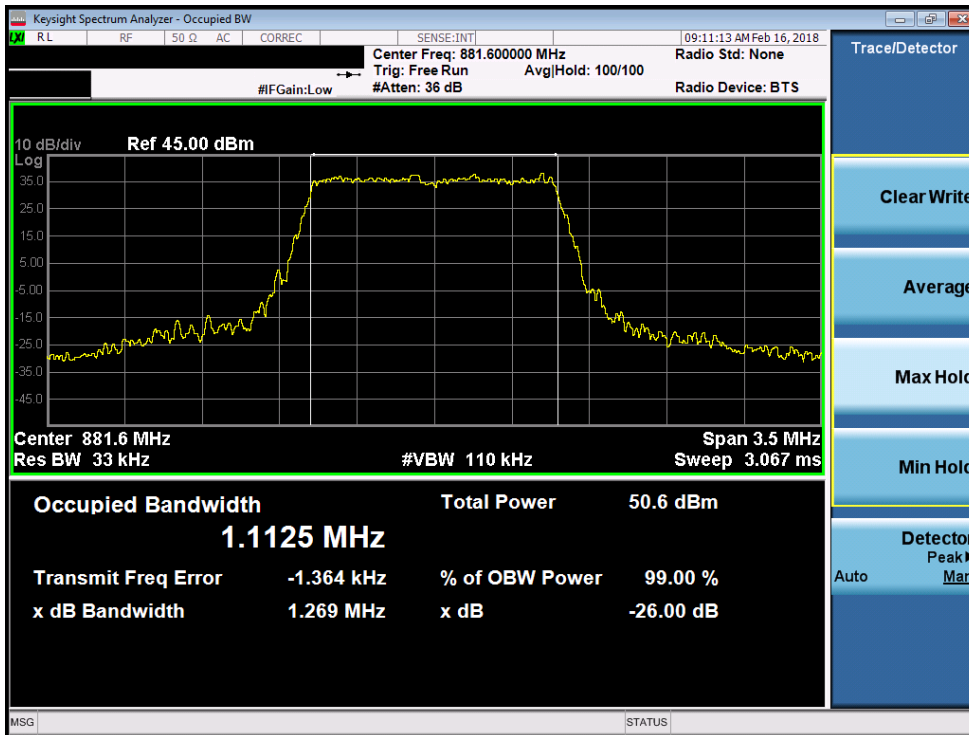 Keysight Spectrum Analyzer - Occupied BW
LXI RL RF 50 Ω AC CORREC SENSE:INT 09:11:13 AM Feb 16, 2018
Center Freq: 881.600000 MHz Radio Std: None
Trig: Free Run Avg|Hold: 100/100
#IFGain:Low #Atten: 36 dB Radio Device: BTS
Trace/Detector
10 dB/div Ref 45.00 dBm
Log
35.0
25.0
15.0
5.00
-5.00
-15.0
-25.0
-35.0
-45.0
Center 881.6 MHz Span 3.5 MHz
Res BW 33 kHz #VBW 110 kHz Sweep 3.067 ms
Occupied Bandwidth Total Power 50.6 dBm
1.1125 MHz
Transmit Freq Error -1.364 kHz % of OBW Power 99.00 %
x dB Bandwidth 1.269 MHz x dB -26.00 dB
Clear Write
Average
Max Hold
Min Hold
Detector
Peak
Auto Man
MSG STATUS